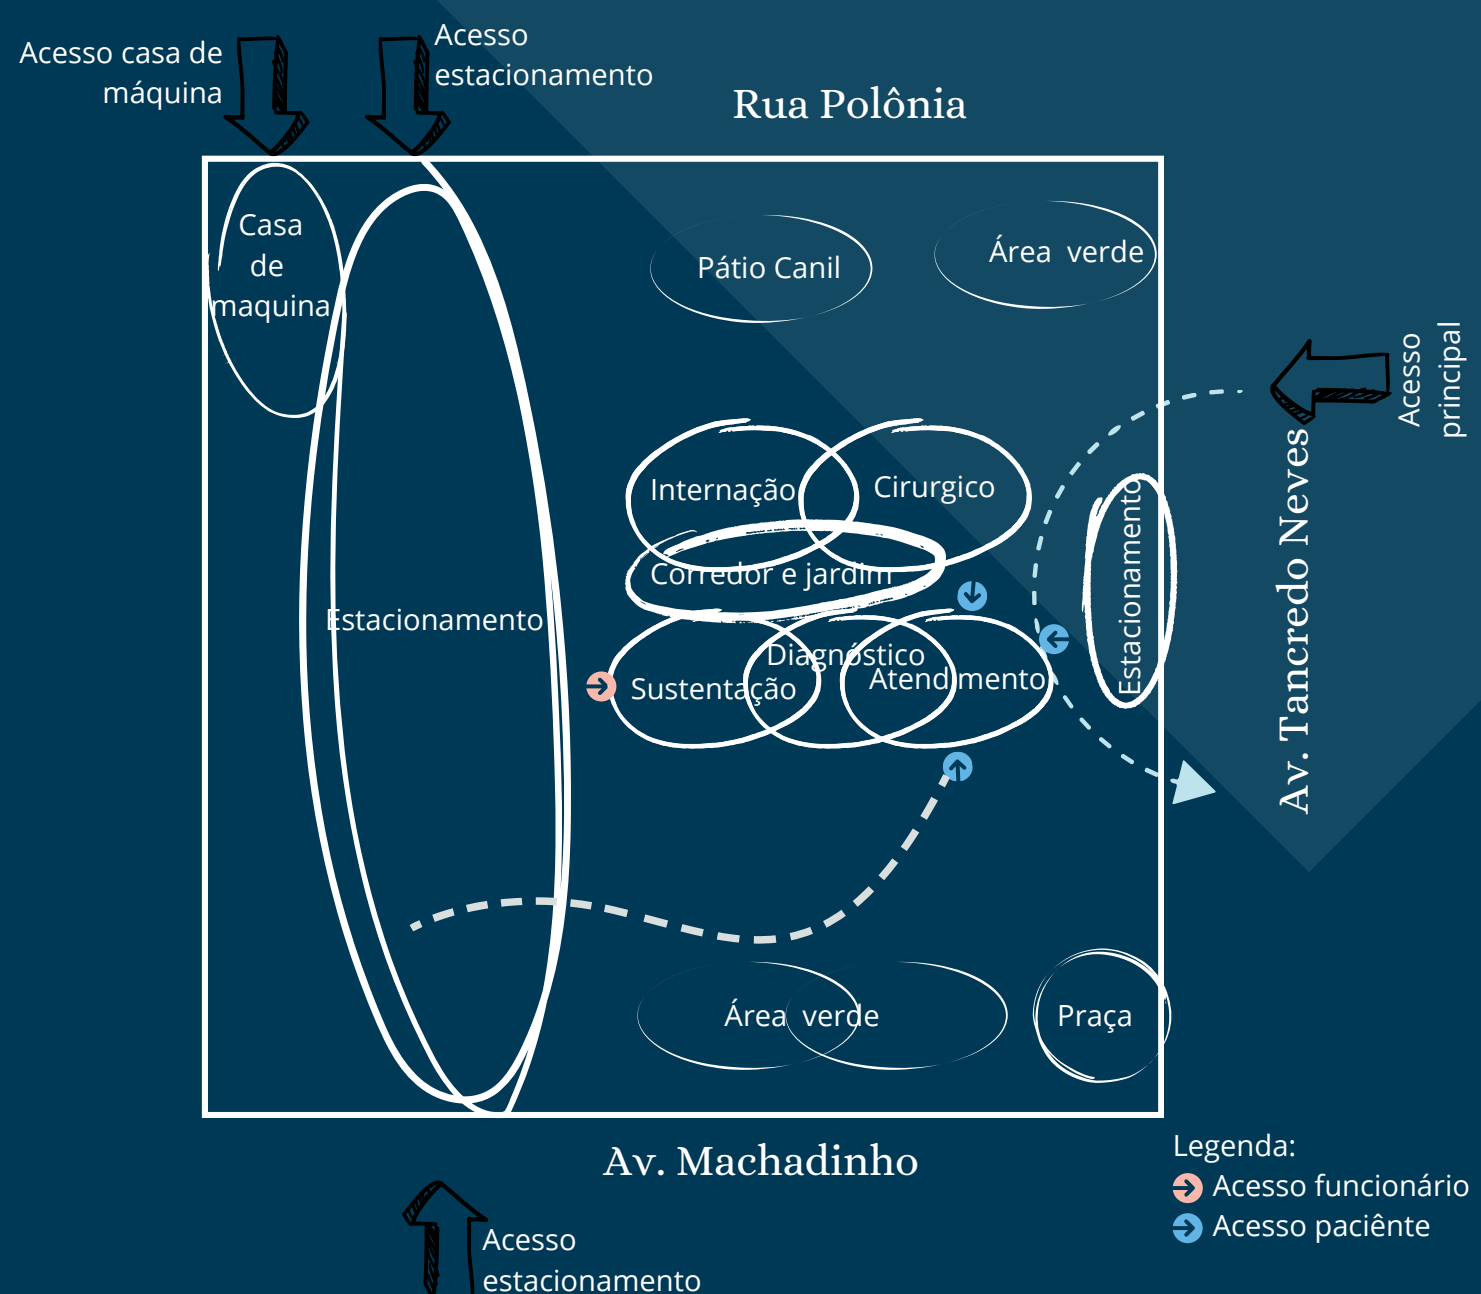 Acesso casa de
máquina
Acesso
estacionamento
Rua Polônia
Casa
de
maquina
Pátio Canil
Área verde
Acesso
principal
Av. Tancredo Neves
Internação
Cirurgico
Corredor e jardim
Estacionamento
Estacionamento
Diagnóstico
Sustentação
Atendimento
Área verde
Praça
Av. Machadinho
Legenda:
Acesso funcionário
Acesso paciênte
Acesso
estacionamento